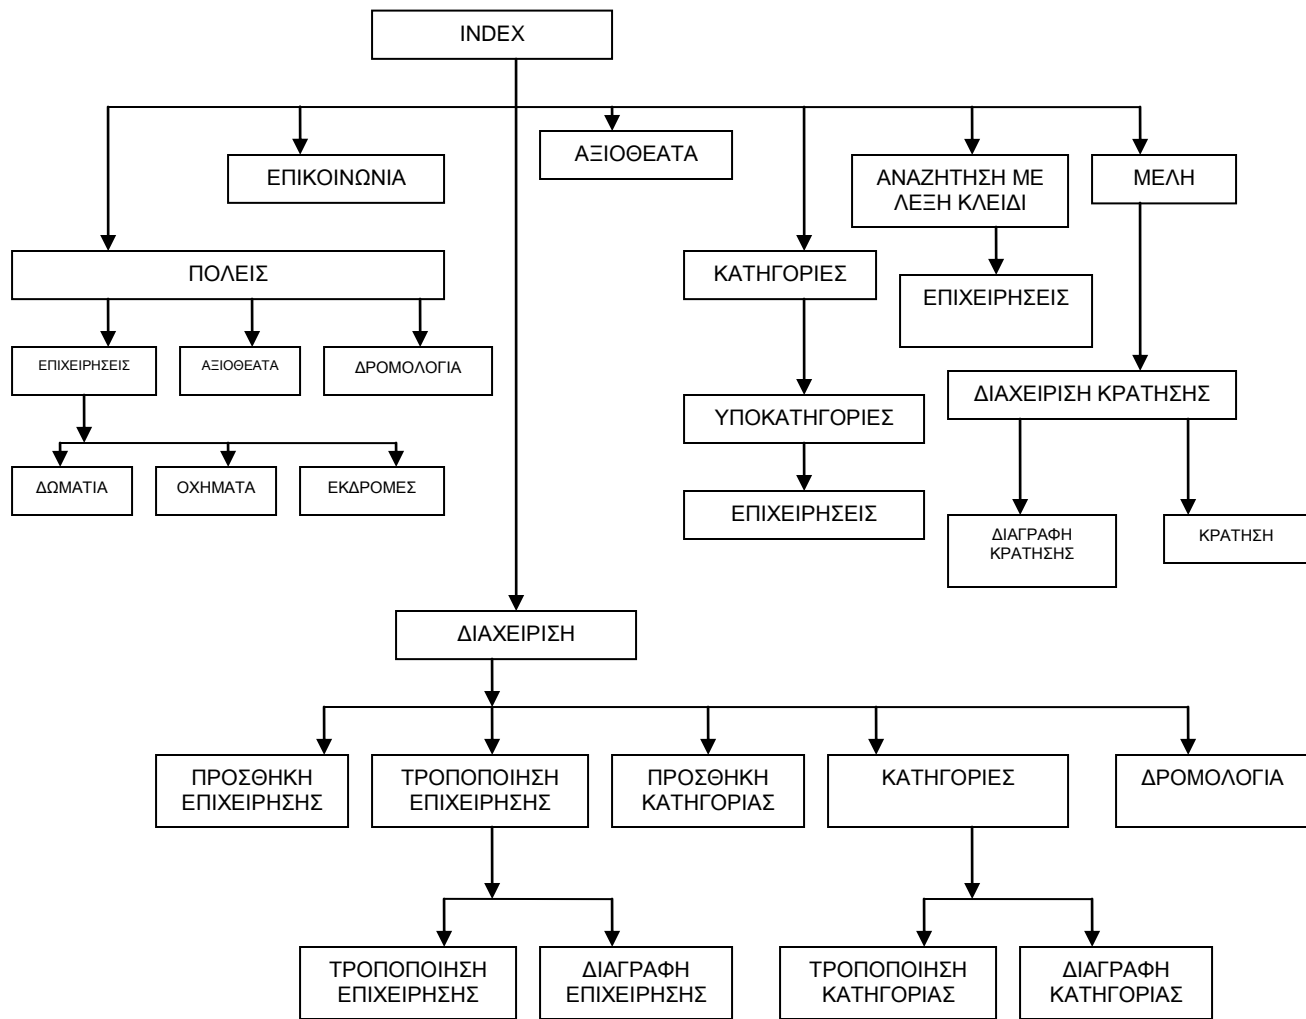 INDEX
ΑΞΙΟΘΕΑΤΑ
ΕΠΙΚΟΙΝΩΝΙΑ
ΑΝΑΖΗΤΗΣΗ ΜΕ
ΛΕΞΗ ΚΛΕΙΔΙ
ΜΕΛΗ
ΠΟΛΕΙΣ
ΚΑΤΗΓΟΡΙΕΣ
ΕΠΙΧΕΙΡΗΣΕΙΣ
ΕΠΙΧΕΙΡΗΣΕΙΣ
ΑΞΙΟΘΕΑΤΑ
ΔΡΟΜΟΛΟΓΙΑ
ΔΙΑΧΕΙΡΙΣΗ ΚΡΑΤΗΣΗΣ
ΥΠΟΚΑΤΗΓΟΡΙΕΣ
ΔΩΜΑΤΙΑ
ΟΧΗΜΑΤΑ
ΕΚΔΡΟΜΕΣ
ΕΠΙΧΕΙΡΗΣΕΙΣ
ΔΙΑΓΡΑΦΗ
ΚΡΑΤΗΣΗΣ
ΚΡΑΤΗΣΗ
ΔΙΑΧΕΙΡΙΣΗ
ΠΡΟΣΘΗΚΗ
ΕΠΙΧΕΙΡΗΣΗΣ
ΤΡΟΠΟΠΟΙΗΣΗ
ΕΠΙΧΕΙΡΗΣΗΣ
ΠΡΟΣΘΗΚΗ
ΚΑΤΗΓΟΡΙΑΣ
ΚΑΤΗΓΟΡΙΕΣ
ΔΡΟΜΟΛΟΓΙΑ
ΤΡΟΠΟΠΟΙΗΣΗ
ΕΠΙΧΕΙΡΗΣΗΣ
ΔΙΑΓΡΑΦΗ
ΕΠΙΧΕΙΡΗΣΗΣ
ΤΡΟΠΟΠΟΙΗΣΗ
ΚΑΤΗΓΟΡΙΑΣ
ΔΙΑΓΡΑΦΗ
ΚΑΤΗΓΟΡΙΑΣ